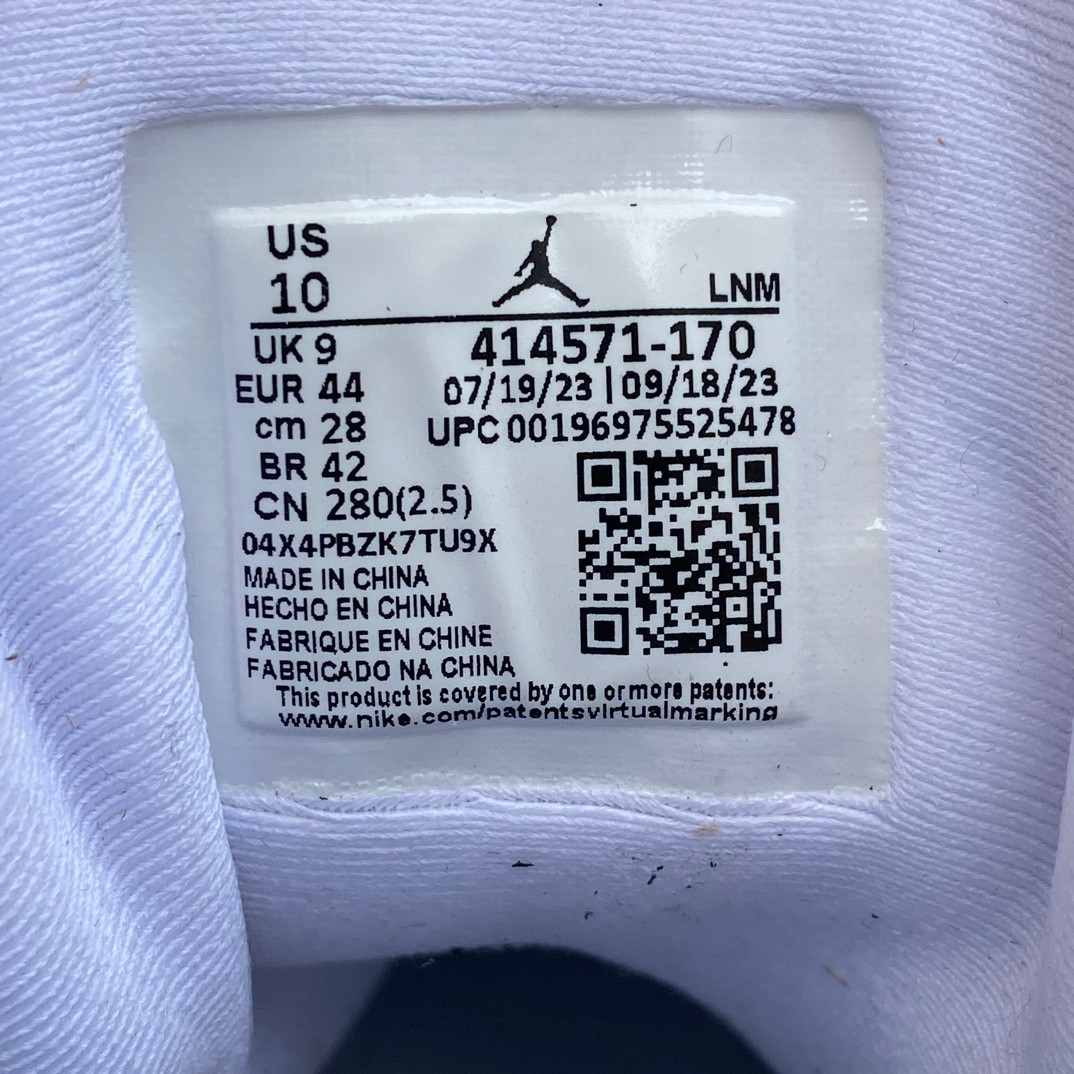 US
10
LNM
UK 9
414571-170
EUR 44
07/19/23 | 09/18/23
cm 28
UPC 00196975525478
BR 42
CN 280(2.5)
04X4PBZK7TU9X
MADE IN CHINA
HECHO EN CHINA
FABRIQUE EN CHINE
FABRICADO NA CHINA
This product is covered by one or more patents:
www.nike.com/patentsvirtualmarking